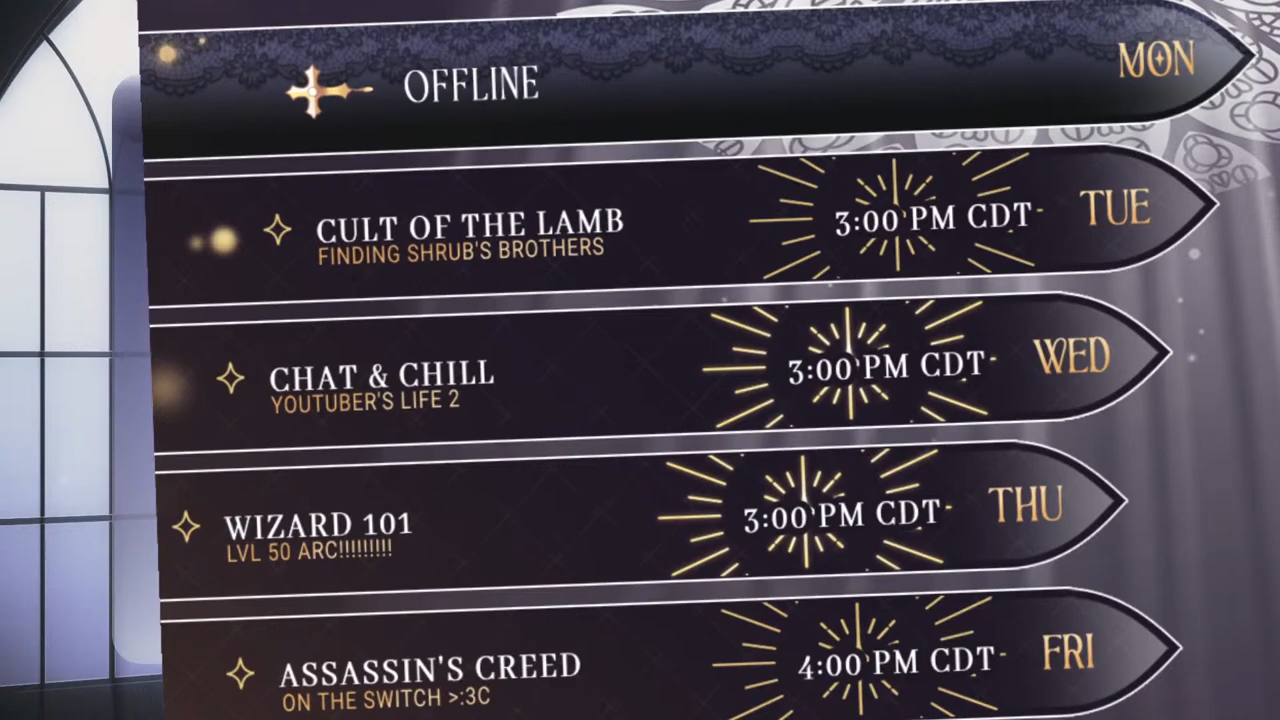 OFFLINE
MON
CULT OF THE LAMB
FINDING SHRUB'S BROTHERS
3:00 PM CDT
TUE
CHAT & CHILL
YOUTUBER'S LIFE 2
3:00 PM CDT
WED
WIZARD 101
LVL 50 ARC!!!!!!!!!
3:00 PM CDT
THU
ASSASSIN'S CREED
ON THE SWITCH >:3C
4:00 PM CDT
FRI